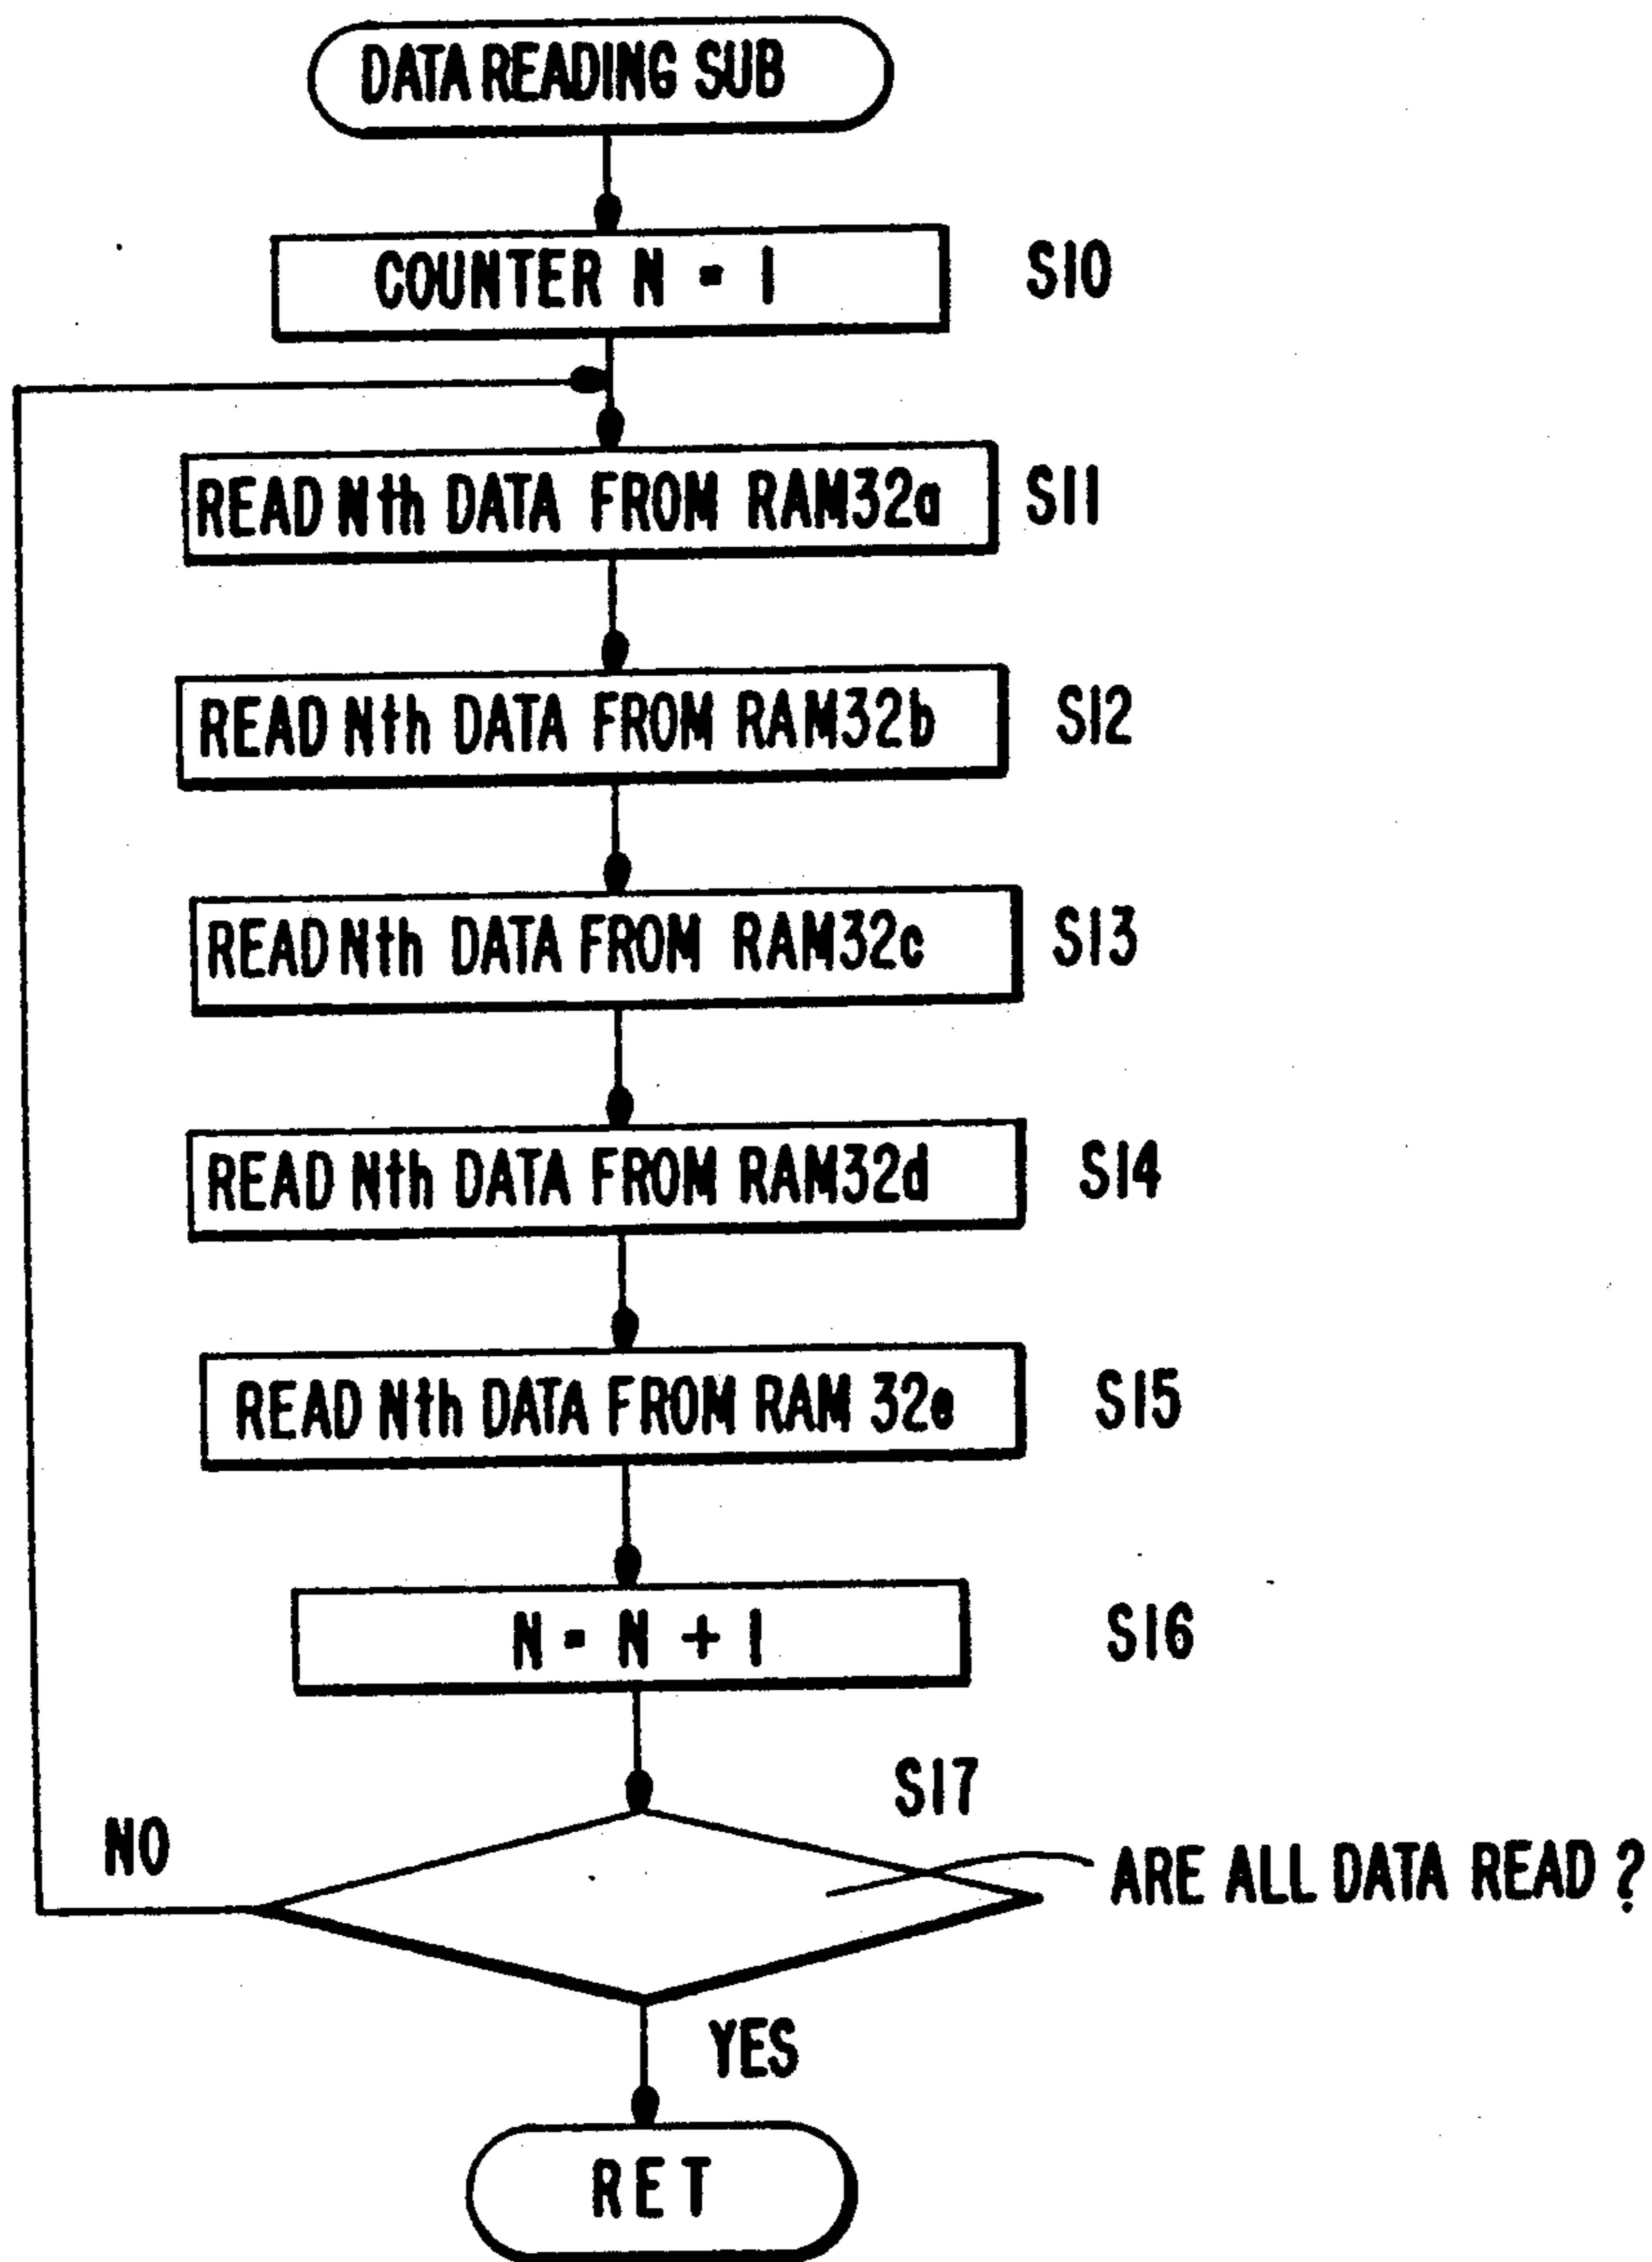 DATA READING SUB
COUNTER N = 1
S10
READ Nth DATA FROM RAM32a
S11
READ Nth DATA FROM RAM32b
S12
READ Nth DATA FROM RAM32c
S13
READ Nth DATA FROM RAM32d
S14
READ Nth DATA FROM RAM 32e
S15
N = N + 1
S16
S17
NO
ARE ALL DATA READ ?
YES
RET